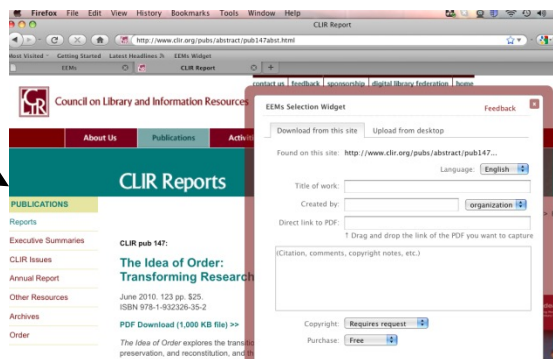 Firefox File Edit View History Bookmarks Tools Window Help
CLIR Report
http://www.clir.org/pubs/abstract/pub147abst.html
Most Visited Getting Started Latest Headlines EEMs Widget
EEMs
CLIR Report
contact us feedback sponsorship digital library federation home
CLIR
Council on Library and Information Resources
About Us Publications Activiti
CLIR Reports
PUBLICATIONS
Reports
Executive Summaries
CLIR Issues
Annual Report
Other Resources
Archives
Order
CLIR pub 147:
The Idea of Order:
Transforming Research
June 2010. 123 pp. $25.
ISBN 978-1-932326-35-2
PDF Download (1,000 KB file) >>
The Idea of Order explores the transitio
preservation, and reconstitution, and th
EEMs Selection Widget
Feedback
Download from this site
Upload from desktop
Found on this site: http://www.clir.org/pubs/abstract/pub147...
Language: English
Title of work:
Created by:
organization
Direct link to PDF:
↑ Drag and drop the link of the PDF you want to capture
(Citation, comments, copyright notes, etc.)
Copyright: Requires request
Purchase: Free